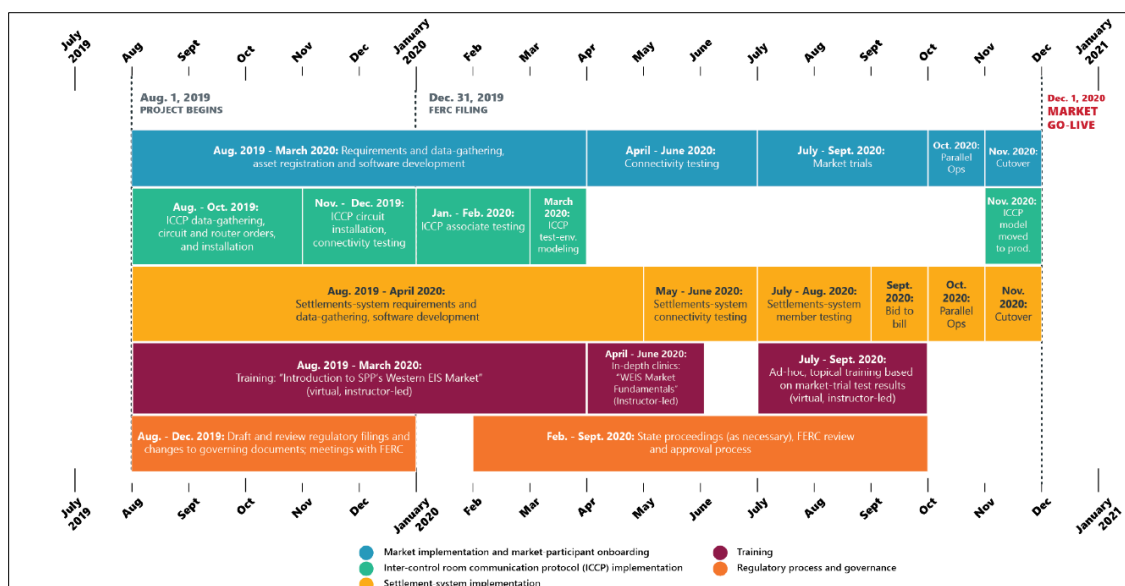 July
2019
Aug
Sept
Oct
Nov
Dec
January
2020
Feb
Mar
Apr
May
June
July
Aug
Sept
Oct
Nov
Dec
January
2021
Aug. 1, 2019
PROJECT BEGINS
Dec. 31, 2019
FERC FILING
Dec. 1, 2020
MARKET
GO-LIVE
Aug. 2019 - March 2020: Requirements and data-gathering,
asset registration and software development
April - June 2020:
Connectivity testing
July - Sept. 2020:
Market trials
Oct. 2020:
Parallel
Ops
Nov. 2020:
Cutover
Aug. - Oct. 2019:
ICCP data-gathering,
circuit and router orders,
and installation
Nov. - Dec. 2019:
ICCP circuit
installation,
connectivity testing
Jan. - Feb. 2020:
ICCP associate testing
March
2020:
ICCP
test-env.
modeling
Nov. 2020:
ICCP
model
moved
to prod.
Aug. 2019 - April 2020:
Settlements-system requirements and
data-gathering, software development
May - June 2020:
Settlements-system
connectivity testing
July - Aug. 2020:
Settlements-system
member testing
Sept.
2020:
Bid to
bill
Oct.
2020:
Parallel
Ops
Nov.
2020:
Cutover
Aug. 2019 - March 2020:
Training: "Introduction to SPP's Western EIS Market"
(virtual, instructor-led)
April - June 2020:
In-depth clinics:
"WEIS Market
Fundamentals"
(Instructor-led)
July - Sept. 2020:
Ad-hoc, topical training based
on market-trial test results
(virtual, instructor-led)
Aug. - Dec. 2019: Draft and review regulatory filings and
changes to governing documents; meetings with FERC
Feb. - Sept. 2020: State proceedings (as necessary), FERC review
and approval process
July
2019
Aug
Sept
Oct
Nov
Dec
January
2020
Feb
Mar
Apr
May
June
July
Aug
Sept
Oct
Nov
Dec
January
2021
Market implementation and market-participant onboarding
Inter-control room communication protocol (ICCP) implementation
Settlement-system implementation
Training
Regulatory process and governance